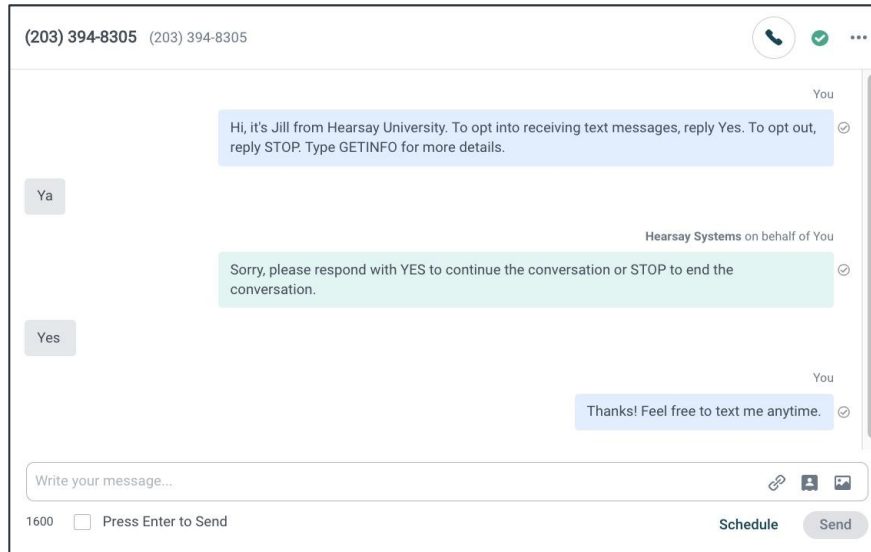 (203) 394-8305 (203) 394-8305
You
Hi, it's Jill from Hearsay University. To opt into receiving text messages, reply Yes. To opt out,
reply STOP. Type GETINFO for more details.
Ya
Hearsay Systems on behalf of You
Sorry, please respond with YES to continue the conversation or STOP to end the
conversation.
Yes
You
Thanks! Feel free to text me anytime.
Write your message...
1600 Press Enter to Send Schedule Send